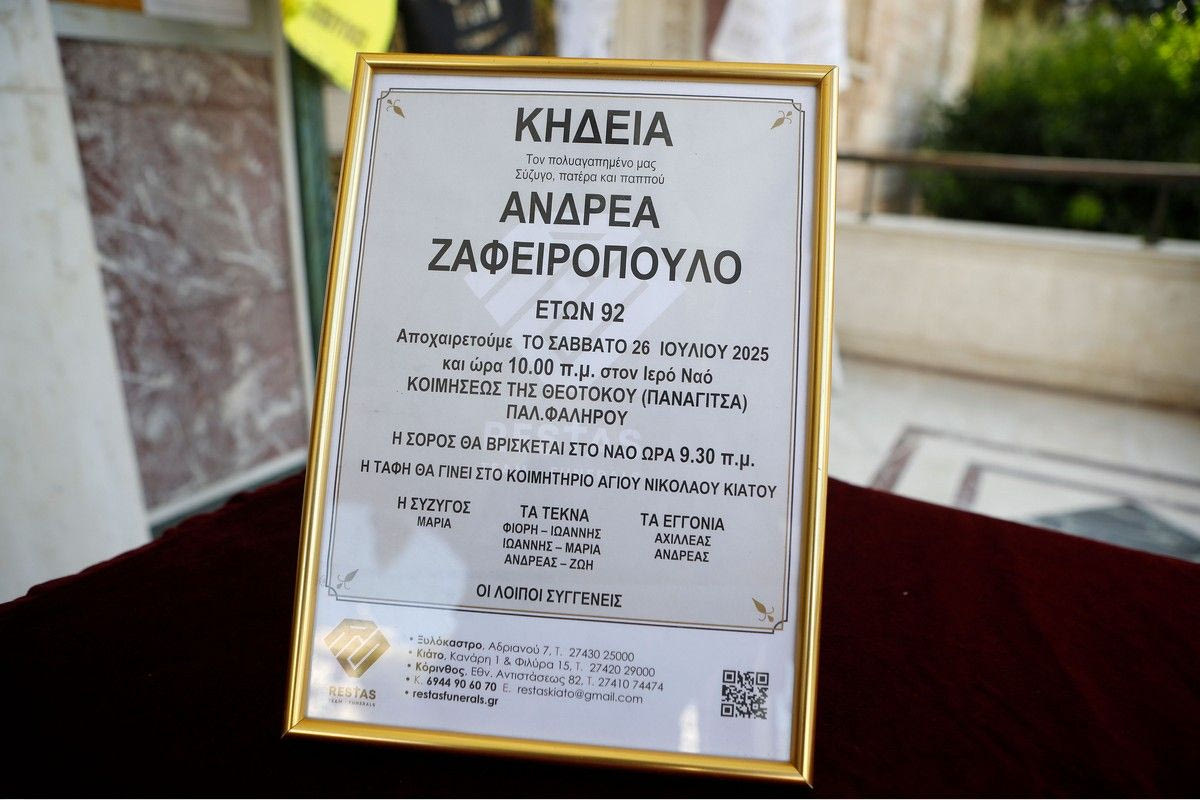 ΚΗΔΕΙΑ
Τον πολυαγαπημένο μας
Σύζυγο, πατέρα και παππού
ΑΝΔΡΕΑ
ΖΑΦΕΙΡΟΠΟΥΛΟ
ΕΤΩΝ 92
Αποχαιρετούμε ΤΟ ΣΑΒΒΑΤΟ 26 ΙΟΥΛΙΟΥ 2025
και ώρα 10.00 π.μ. στον Ιερό Ναό
ΚΟΙΜΗΣΕΩΣ ΤΗΣ ΘΕΟΤΟΚΟΥ (ΠΑΝΑΓΙΤΣΑ)
ΠΑΛ.ΦΑΛΗΡΟΥ
Η ΣΟΡΟΣ ΘΑ ΒΡΙΣΚΕΤΑΙ ΣΤΟ ΝΑΟ ΩΡΑ 9.30 π.μ.
Η ΤΑΦΗ ΘΑ ΓΙΝΕΙ ΣΤΟ ΚΟΙΜΗΤΗΡΙΟ ΑΓΙΟΥ ΝΙΚΟΛΑΟΥ ΚΙΑΤΟΥ
Η ΣΥΖΥΓΟΣ
ΜΑΡΙΑ
ΤΑ ΤΕΚΝΑ
ΦΙΟΡΗ – ΙΩΑΝΝΗΣ
ΙΩΑΝΝΗΣ – ΜΑΡΙΑ
ΑΝΔΡΕΑΣ – ΖΩΗ
ΤΑ ΕΓΓΟΝΙΑ
ΑΧΙΛΛΕΑΣ
ΑΝΔΡΕΑΣ
ΟΙ ΛΟΙΠΟΙ ΣΥΓΓΕΝΕΙΣ
RESTAS
TEAM FUNERALS
• Ξυλόκαστρο, Αδριανού 7, Τ. 27430 25000
• Κιάτο, Κανάρη 1 & Φιλύρα 15, Τ. 27420 29000
• Κόρινθος, Εθν. Αντιστάσεως 82, Τ. 27410 74474
• Κ. 6944 90 60 70 E. restaskiato@gmail.com
• restasfunerals.gr